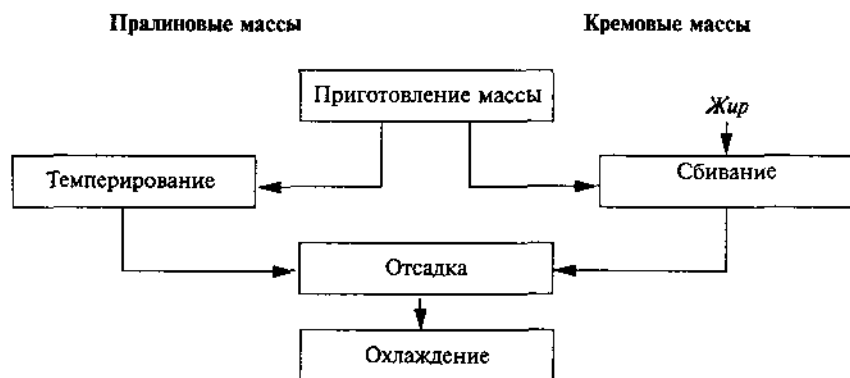 Пралиновые массы
Кремовые массы
Приготовление массы
Жир
Темперирование
Сбивание
Отсадка
Охлаждение